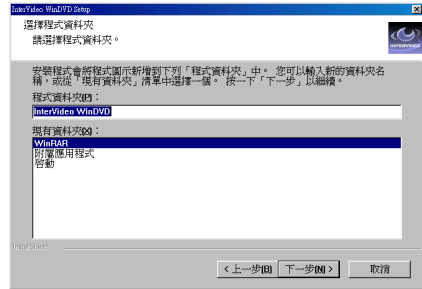 InterVideo WinDVD Setup
選擇程式資料夾
請選擇程式資料夾。
INTERVIDEO
安裝程式會將程式圖示新增到下列「程式資料夾」中。 您可以輸入新的資料夾名
稱，或從「現有資料夾」清單中選擇一個。 按一下「下一步」以繼續。
程式資料夾(P)：
InterVideo WinDVD
現有資料夾(X)：
WinRAR
附屬應用程式
啓動
InstallShield
< 上一步(B) 下一步(N) > 取消